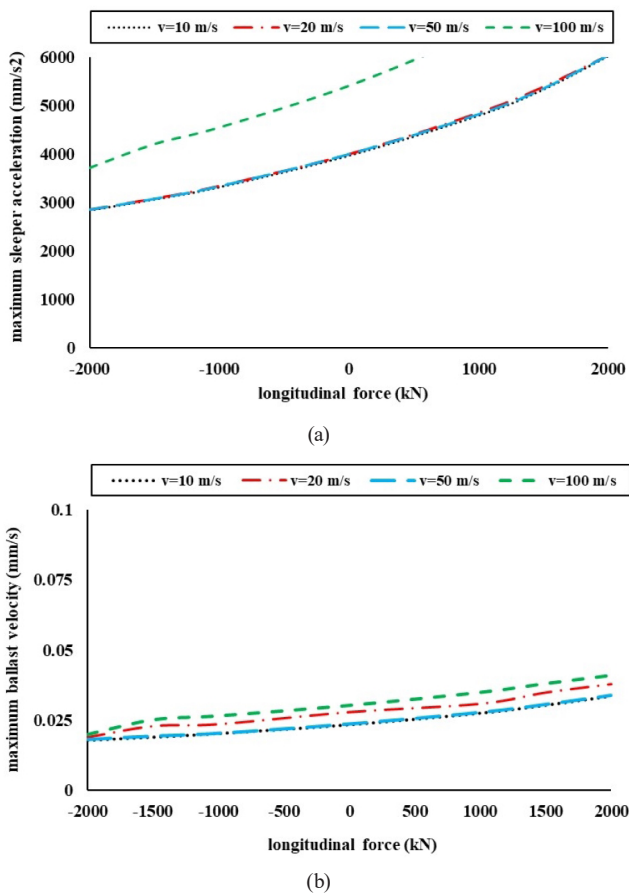 v=10 m/s v=20 m/s v=50 m/s v=100 m/s
maximum sleeper acceleration (mm/s2)
6000
5000
4000
3000
2000
1000
0
-2000 -1000 0 1000 2000
longitudinal force (kN)
(a)
v=10 m/s v=20 m/s v=50 m/s v=100 m/s
maximum ballast velocity (mm/s)
0.1
0.075
0.05
0.025
0
-2000 -1500 -1000 -500 0 500 1000 1500 2000
longitudinal force (kN)
(b)